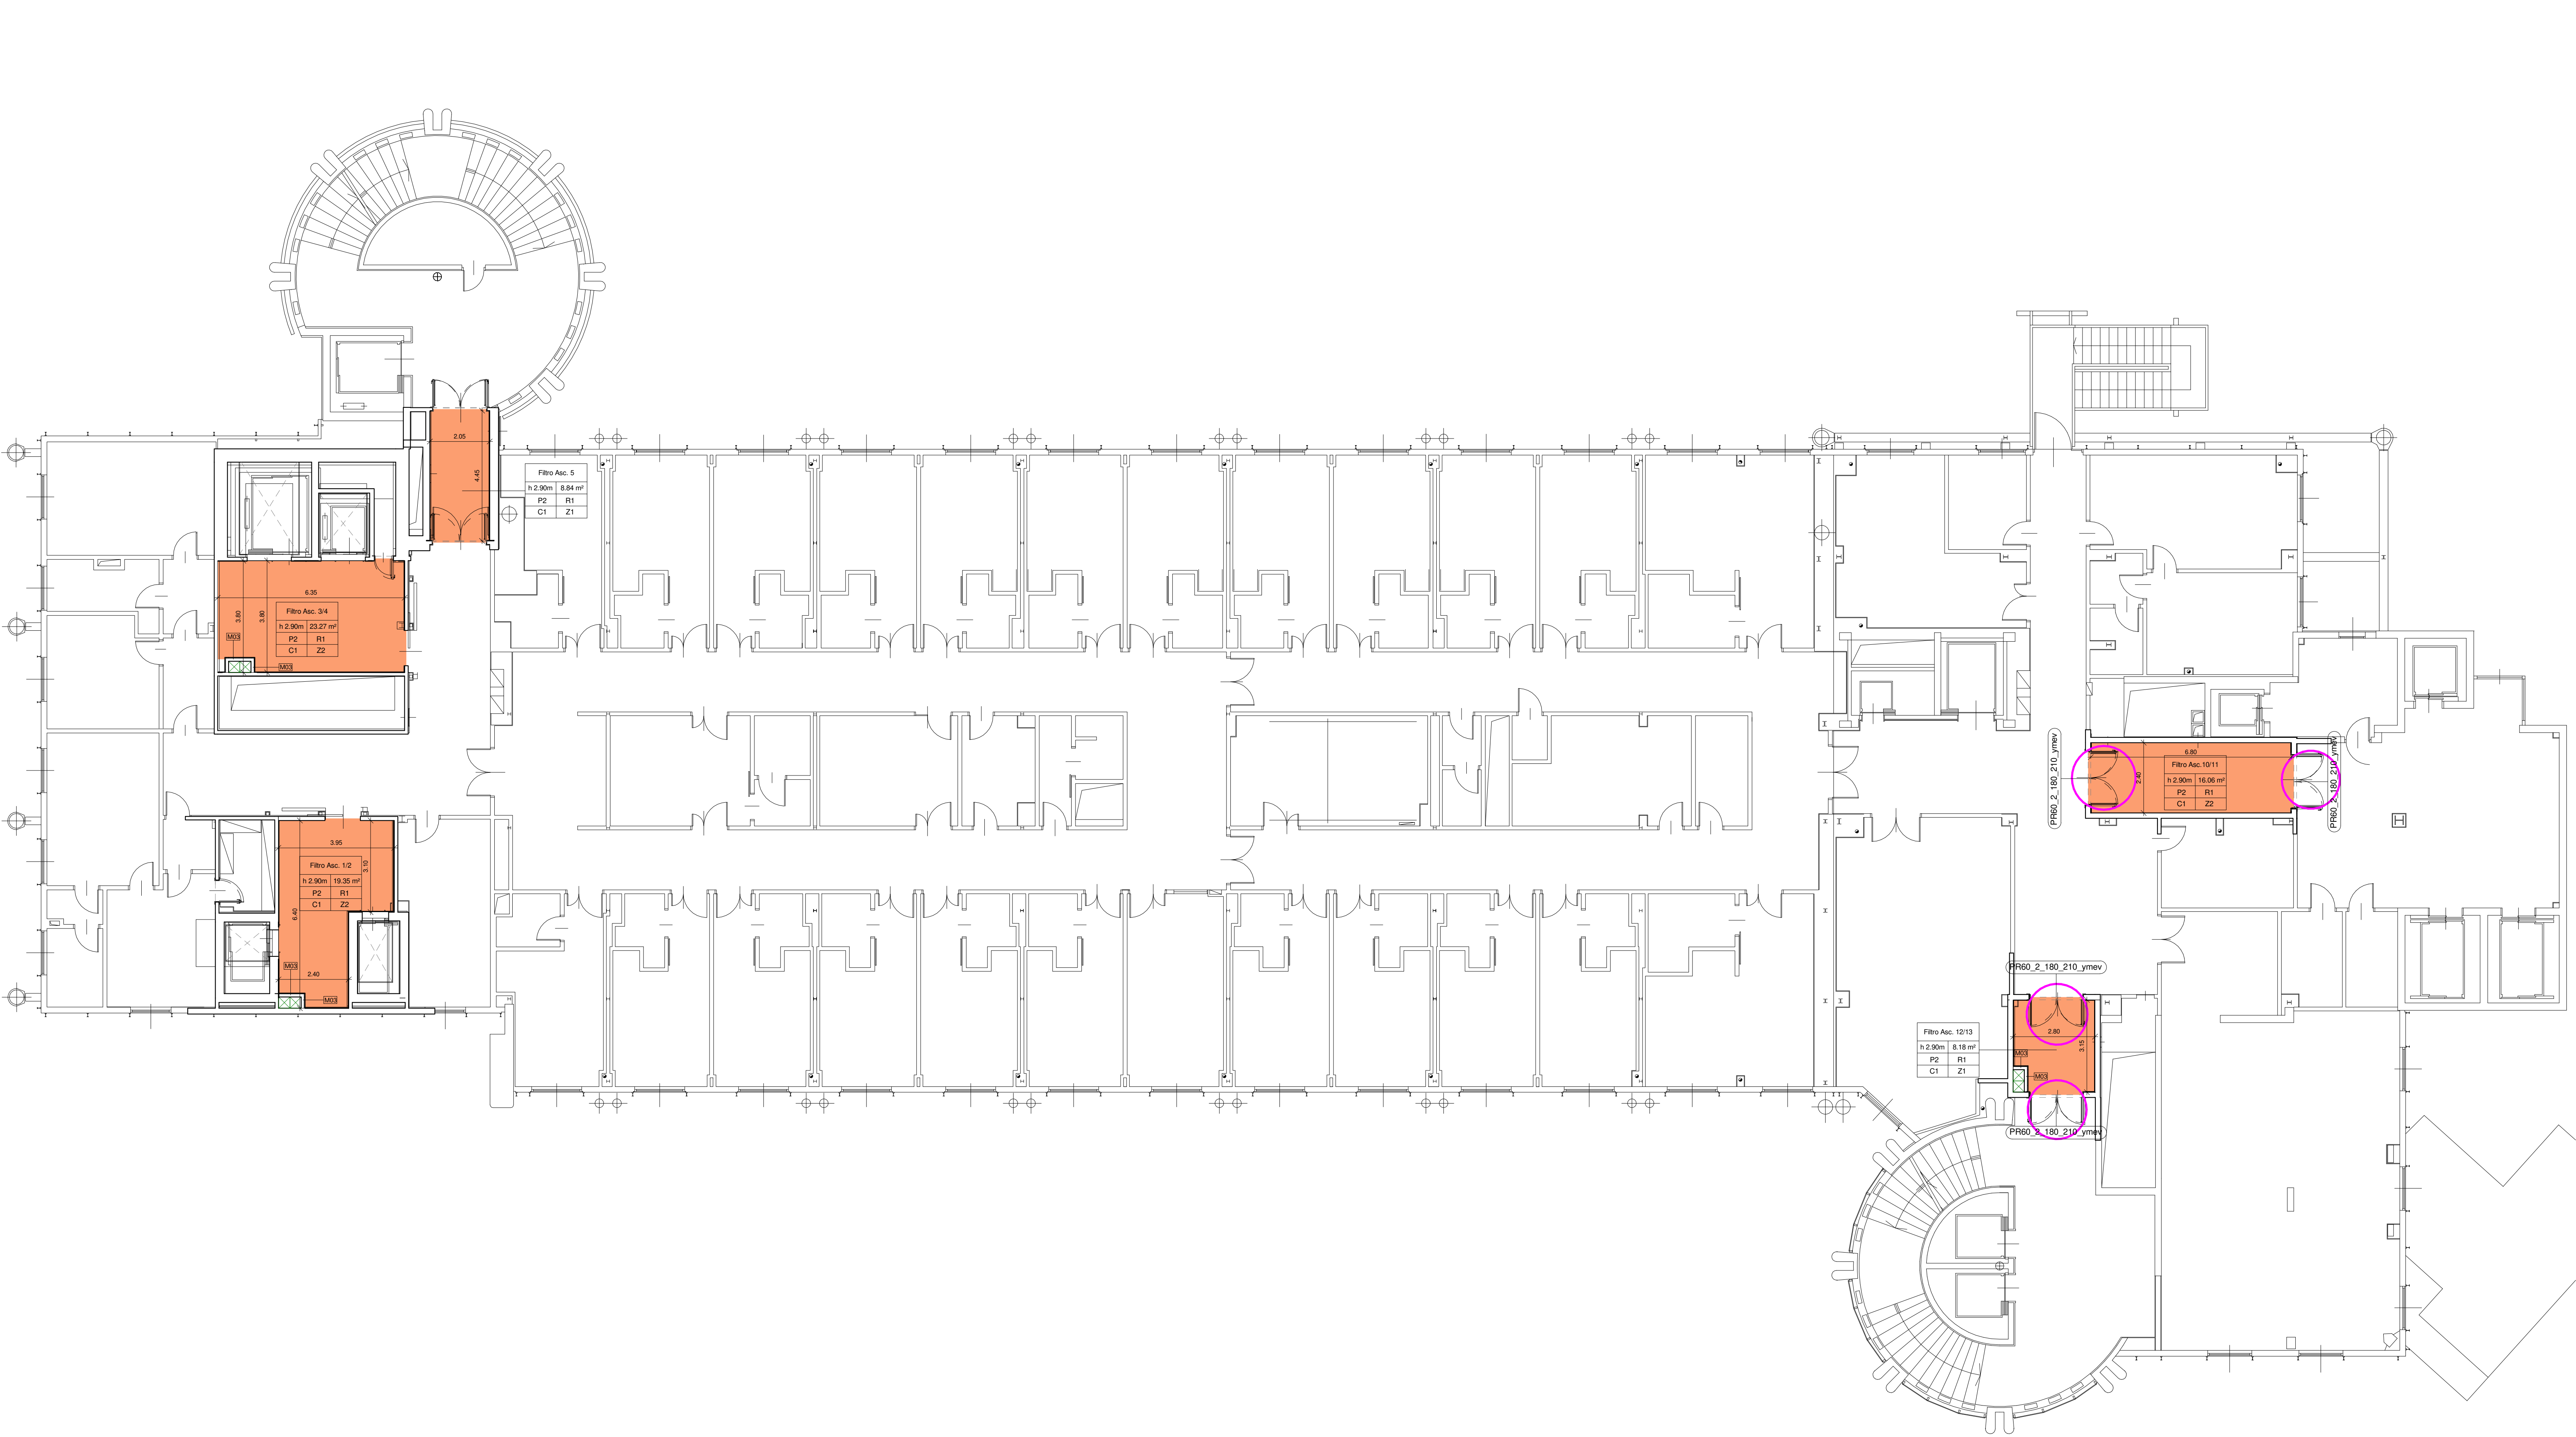 2.05
4.45
Filtro Asc. 5
h 2.90m 8.84 m²
P2 R1
C1 Z1
6.35
3.80
3.80
Filtro Asc. 3/4
h 2.90m 23.27 m²
P2 R1
C1 Z2
M03
M03
3.95
3.10
Filtro Asc. 1/2
h 2.90m 19.35 m²
P2 R1
C1 Z2
6.40
M03
2.40
M03
PR60_2_180_210_ymev
6.80
2.40
Filtro Asc.10/11
h 2.90m 16.06 m²
P2 R1
C1 Z2
PR60_2_180_210_ymev
PR60_2_180_210_ymev
Filtro Asc. 12/13
h 2.90m 8.18 m²
P2 R1
C1 Z1
2.80
3.15
M03
M03
PR60_2_180_210_ymev